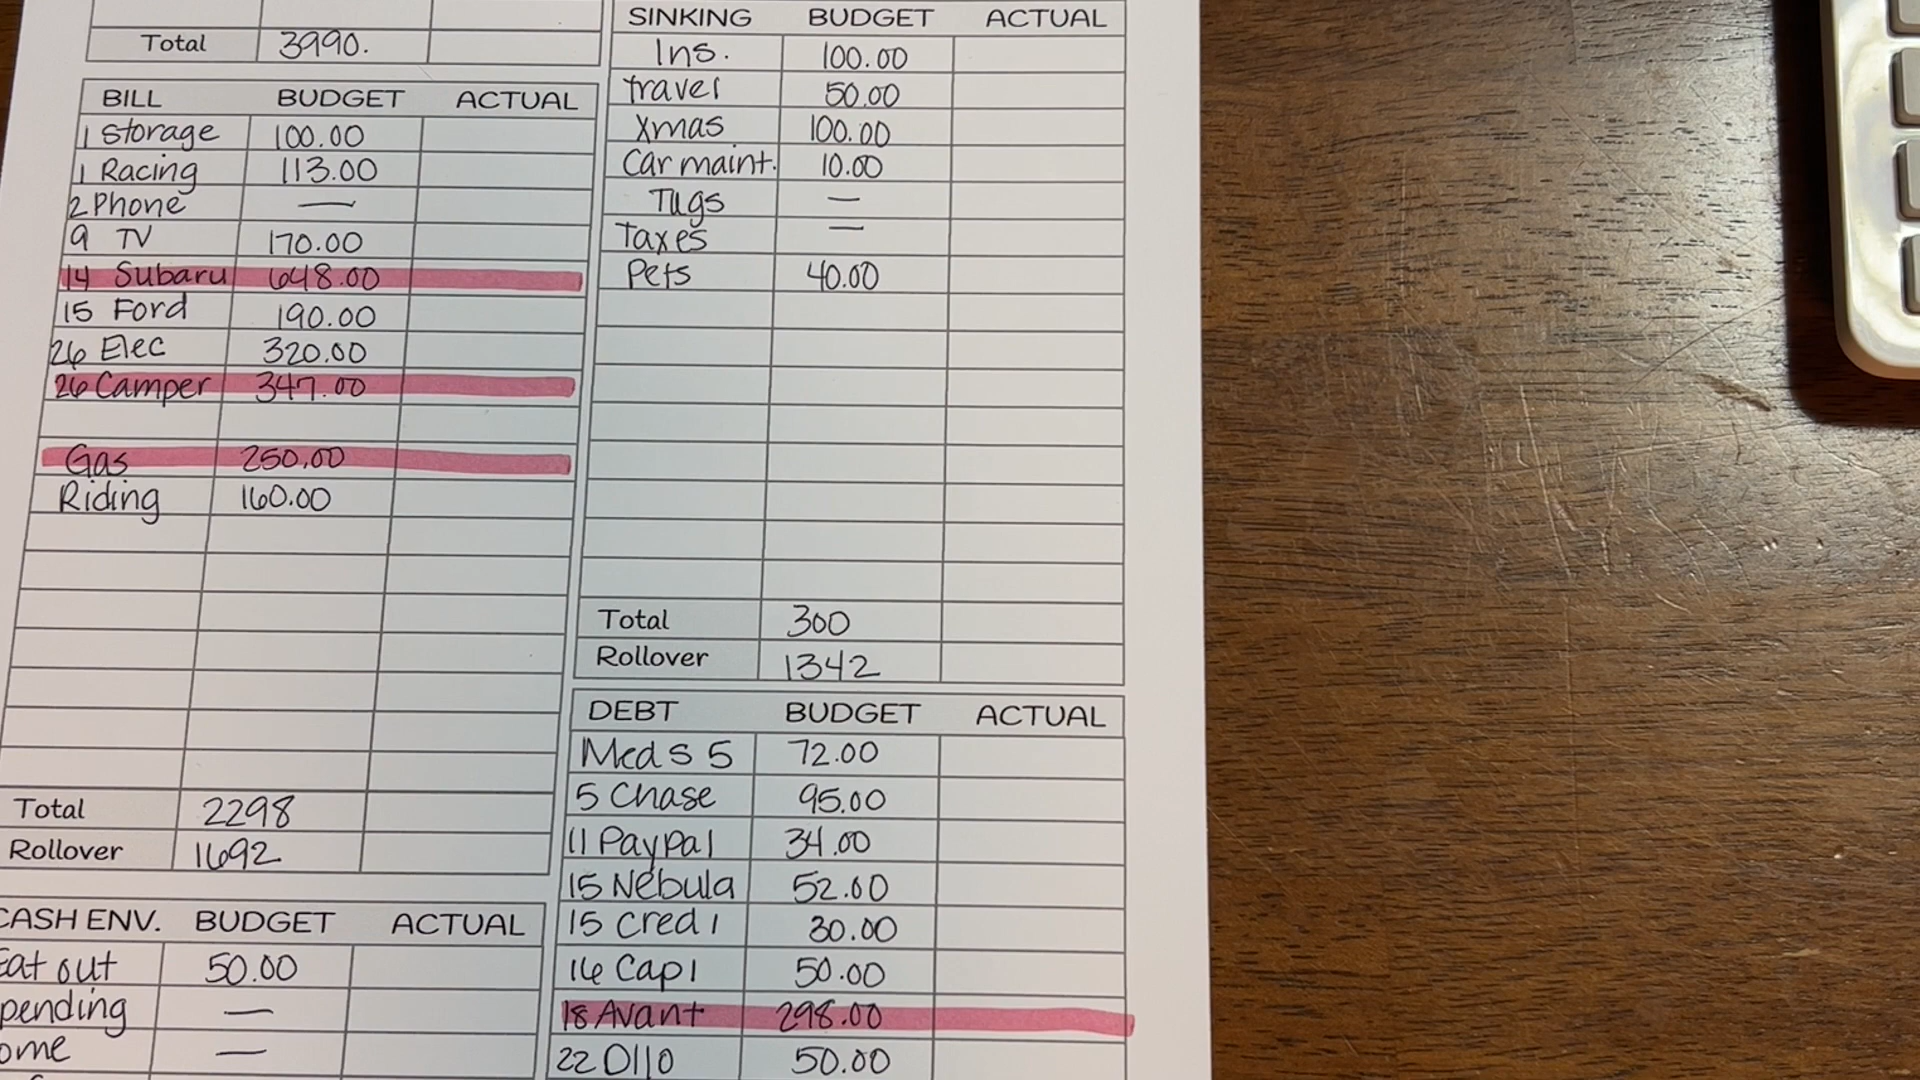 Total 3990.
BILL BUDGET ACTUAL
1 Storage 100.00
1 Racing 113.00
2 Phone —
9 TV 170.00
14 Subaru 648.00
15 Ford 190.00
26 Elec 320.00
26 Camper 347.00
Gas 250.00
Riding 160.00
Total 2298
Rollover 1692
CASH ENV. BUDGET ACTUAL
Eat out 50.00
pending —
ome —
SINKING BUDGET ACTUAL
Ins. 100.00
travel 50.00
Xmas 100.00
Car maint. 10.00
Tags —
Taxes —
Pets 40.00
Total 300
Rollover 1342
DEBT BUDGET ACTUAL
Med S 5 72.00
5 Chase 95.00
11 PayPal 34.00
15 Nebula 52.00
15 Cred 1 30.00
16 Cap 1 50.00
18 Avant 298.00
22 Ollo 50.00